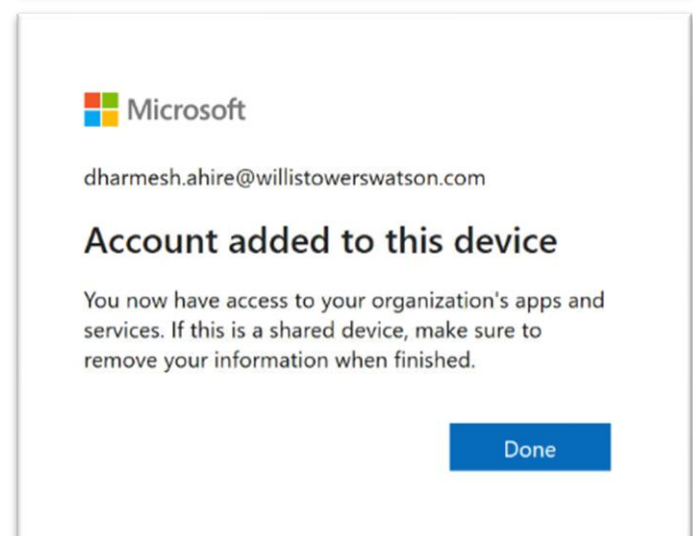 Microsoft
dharmesh.ahire@willistowerswatson.com
Account added to this device
You now have access to your organization's apps and
services. If this is a shared device, make sure to
remove your information when finished.
Done